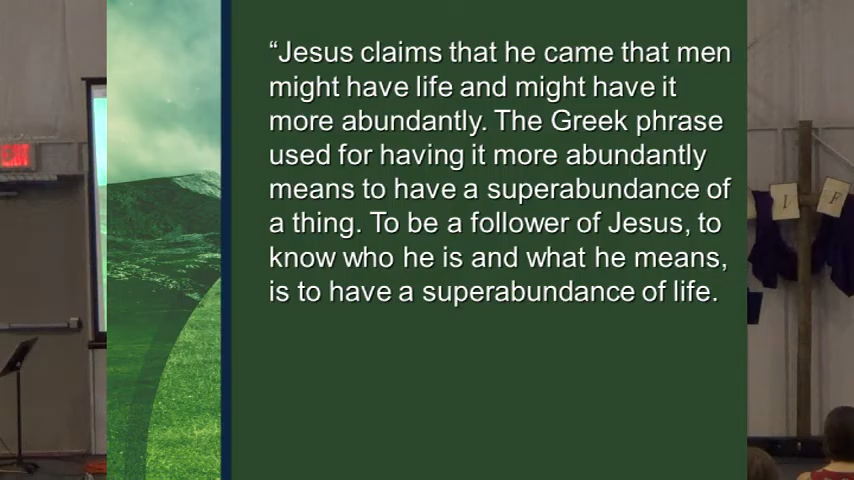 EXIT
“Jesus claims that he came that men
might have life and might have it
more abundantly. The Greek phrase
used for having it more abundantly
means to have a superabundance of
a thing. To be a follower of Jesus, to
know who he is and what he means,
is to have a superabundance of life.